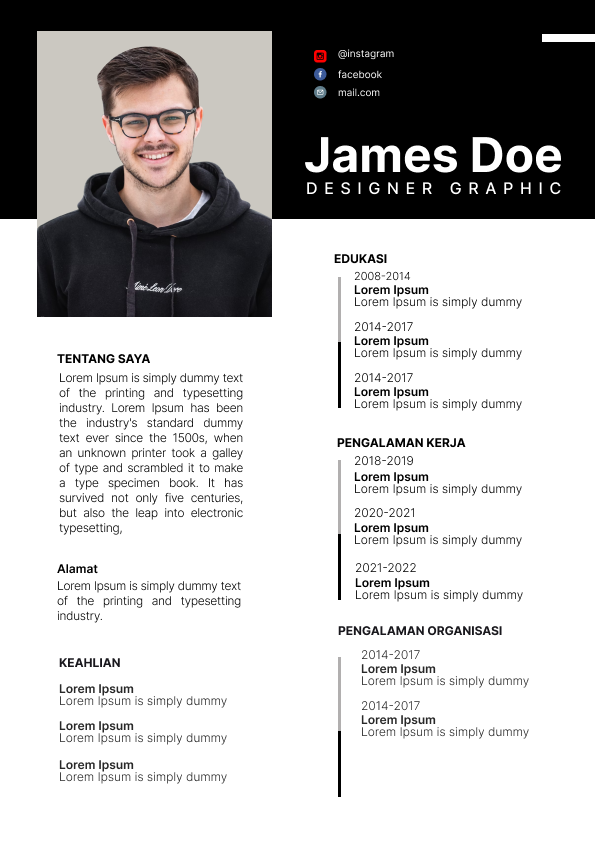 @instagram
facebook
mail.com
James Doe
DESIGNER GRAPHIC
TENTANG SAYA
Lorem Ipsum is simply dummy text
of the printing and typesetting
industry. Lorem Ipsum has been
the industry's standard dummy
text ever since the 1500s, when
an unknown printer took a galley
of type and scrambled it to make
a type specimen book. It has
survived not only five centuries,
but also the leap into electronic
typesetting,
Alamat
Lorem Ipsum is simply dummy text
of the printing and typesetting
industry.
KEAHLIAN
Lorem Ipsum
Lorem Ipsum is simply dummy
Lorem Ipsum
Lorem Ipsum is simply dummy
Lorem Ipsum
Lorem Ipsum is simply dummy
EDUKASI
2008-2014
Lorem Ipsum
Lorem Ipsum is simply dummy
2014-2017
Lorem Ipsum
Lorem Ipsum is simply dummy
2014-2017
Lorem Ipsum
Lorem Ipsum is simply dummy
PENGALAMAN KERJA
2018-2019
Lorem Ipsum
Lorem Ipsum is simply dummy
2020-2021
Lorem Ipsum
Lorem Ipsum is simply dummy
2021-2022
Lorem Ipsum
Lorem Ipsum is simply dummy
PENGALAMAN ORGANISASI
2014-2017
Lorem Ipsum
Lorem Ipsum is simply dummy
2014-2017
Lorem Ipsum
Lorem Ipsum is simply dummy